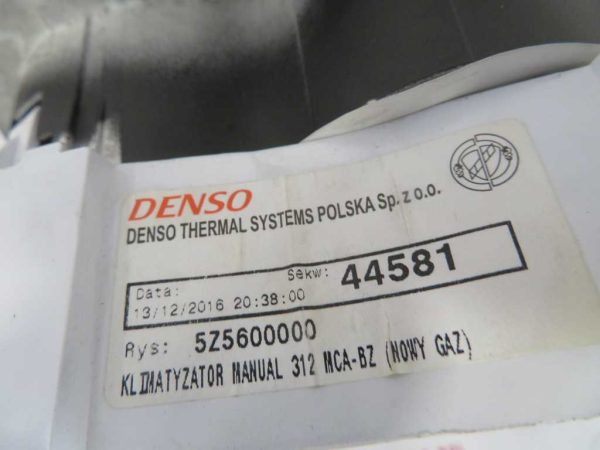 DENSO
DENSO THERMAL SYSTEMS POLSKA Sp. z o.o.
Data:
Sekw: 44581
13/12/2016 20:38:00
Rys: 5Z5600000
KLIMATYZATOR MANUAL 312 MCA-BZ (NOWY GAZ)